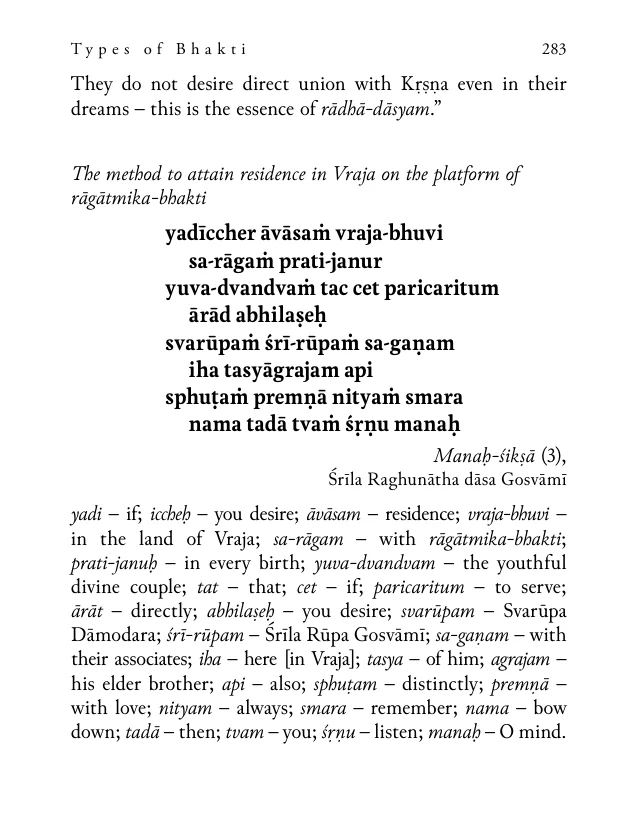 Types of Bhakti 283
They do not desire direct union with Kṛṣṇa even in their
dreams – this is the essence of rādhā-dāsyam.”
The method to attain residence in Vraja on the platform of
rāgātmika-bhakti
yadīccher āvāsaṁ vraja-bhuvi
sa-rāgaṁ prati-janur
yuva-dvandvaṁ tac cet paricaritum
ārād abhilaṣeḥ
svarūpaṁ śrī-rūpaṁ sa-gaṇam
iha tasyāgrajam api
sphuṭaṁ premṇā nityaṁ smara
nama tadā tvaṁ śṛṇu manaḥ
Manaḥ-śikṣā (3),
Śrīla Raghunātha dāsa Gosvāmī
yadi – if; iccheḥ – you desire; āvāsam – residence; vraja-bhuvi –
in the land of Vraja; sa-rāgam – with rāgātmika-bhakti;
prati-januḥ – in every birth; yuva-dvandvam – the youthful
divine couple; tat – that; cet – if; paricaritum – to serve;
ārāt – directly; abhilaṣeḥ – you desire; svarūpam – Svarūpa
Dāmodara; śrī-rūpam – Śrīla Rūpa Gosvāmī; sa-gaṇam – with
their associates; iha – here [in Vraja]; tasya – of him; agrajam –
his elder brother; api – also; sphuṭam – distinctly; premṇā –
with love; nityam – always; smara – remember; nama – bow
down; tadā – then; tvam – you; śṛṇu – listen; manaḥ – O mind.